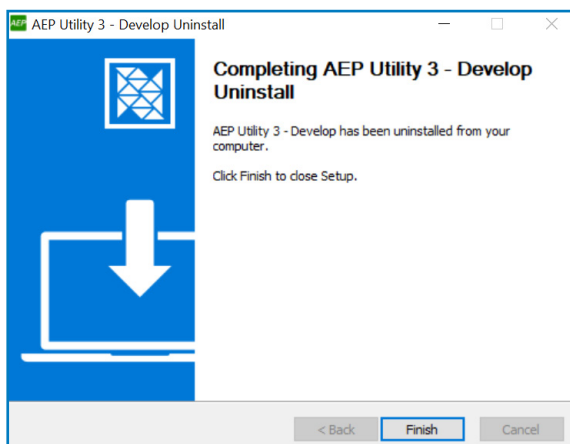 AEP AEP Utility 3 - Develop Uninstall
Completing AEP Utility 3 - Develop
Uninstall
AEP Utility 3 - Develop has been uninstalled from your
computer.
Click Finish to close Setup.
< Back Finish Cancel